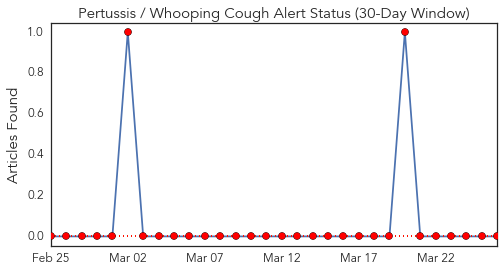 Pertussis / Whooping Cough Alert Status (30-Day Window)
Articles Found
1.0
0.8
0.6
0.4
0.2
0.0
Feb 25 Mar 02 Mar 07 Mar 12 Mar 17 Mar 22